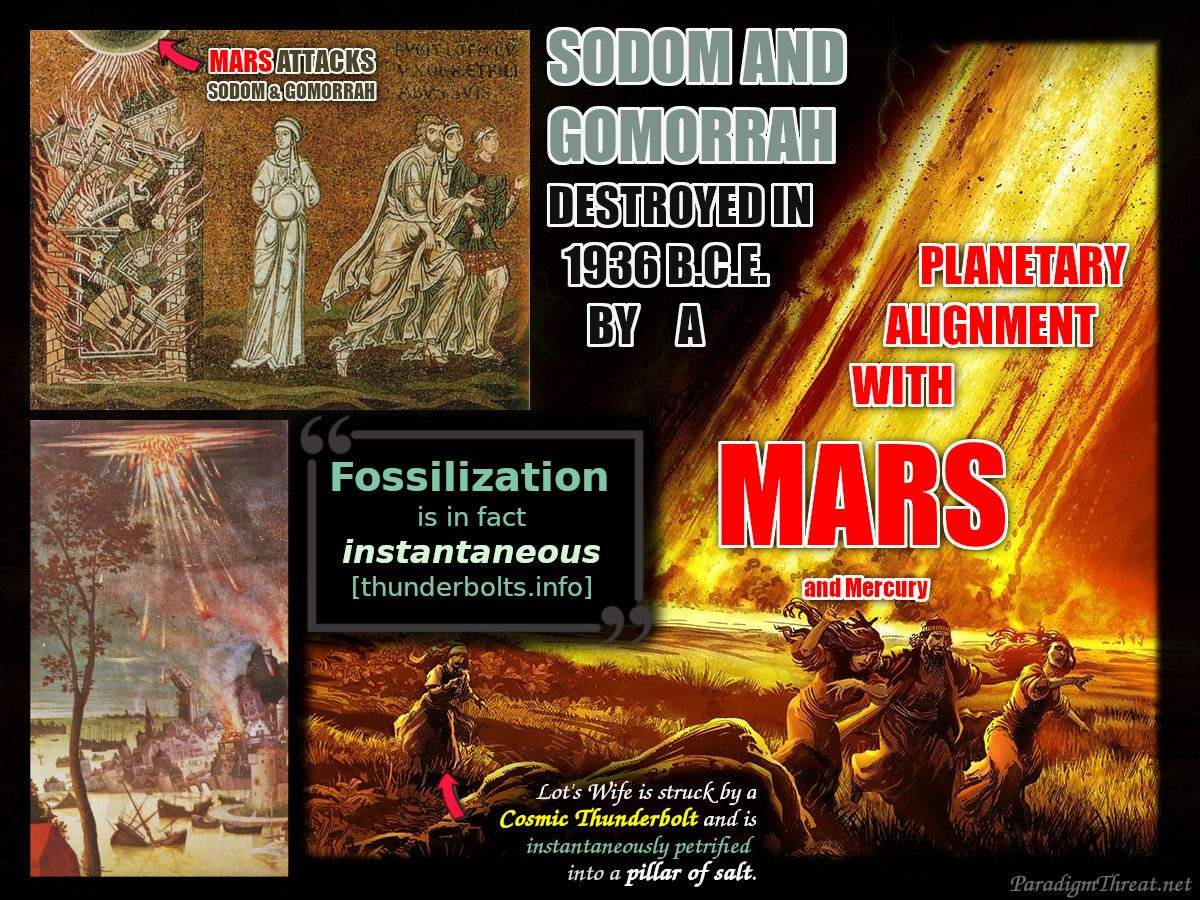 MARS ATTACKS
SODOM & GOMORRAH
SODOM AND
GOMORRAH
DESTROYED IN
1936 B.C.E.
BY A
PLANETARY
ALIGNMENT
WITH
MARS
and Mercury
“
Fossilization
is in fact
instantaneous
[thunderbolts.info]
”
Lot's Wife is struck by a
Cosmic Thunderbolt and is
instantaneously petrified
into a pillar of salt.
ParadigmThreat.net